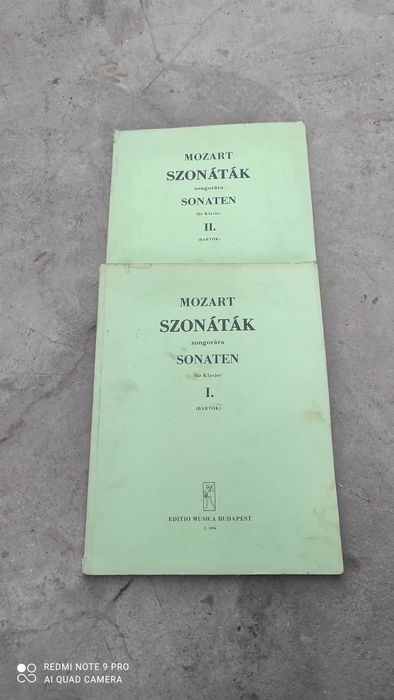 MOZART
SZONÁTÁK
zongorára
SONATEN
für Klavier
II.
(BARTÓK)
MOZART
SZONÁTÁK
zongorára
SONATEN
für Klavier
I.
(BARTÓK)
EDITIO MUSICA BUDAPEST
REDMI NOTE 9 PRO
AI QUAD CAMERA